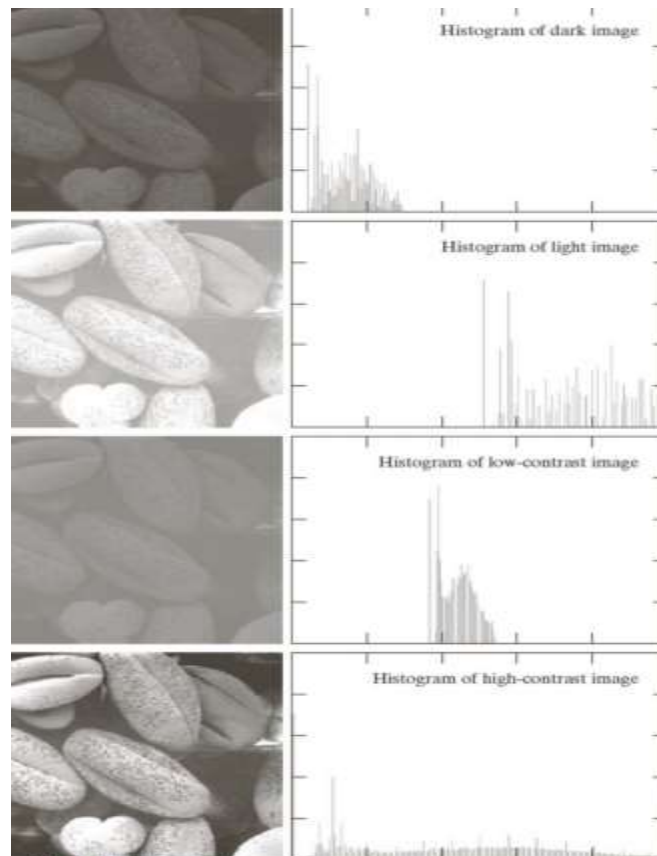 Histogram of dark image
Histogram of light image
Histogram of low-contrast image
Histogram of high-contrast image